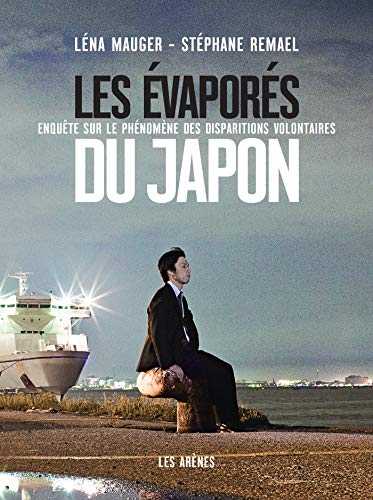 LÉNA MAUGER - STÉPHANE REMAEL
LES ÉVAPORÉS
ENQUÊTE SUR LE PHÉNOMÈNE DES DISPARITIONS VOLONTAIRES
DU JAPON
LES ARÈNES